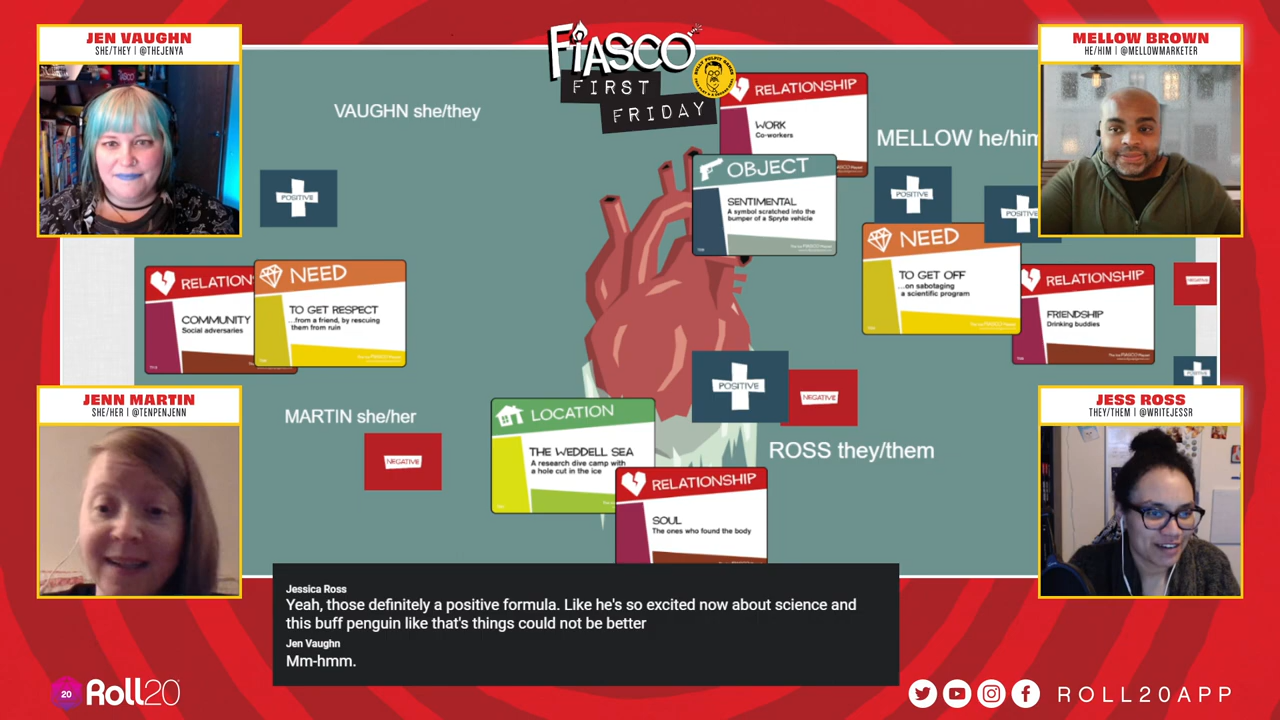 JEN VAUGHN
SHE/THEY | @THEJENYA
FIASCO
FIRST
FRIDAY
MELLOW BROWN
HE/HIM | @MELLOWMARKETER
VAUGHN she/they
MELLOW he/him
RELATIONSHIP
WORK
Co-workers
OBJECT
SENTIMENTAL
A symbol scratched into the
bumper of a Spryte vehicle
POSITIVE
POSITIVE
POSITIVE
NEED
TO GET OFF
...on sabotaging
a scientific program
RELATIONSHIP
FRIENDSHIP
Drinking buddies
NEGATIVE
POSITIVE
RELATION
COMMUNITY
Social adversaries
NEED
TO GET RESPECT
...from a friend, by rescuing
them from ruin
JENN MARTIN
SHE/HER | @TENPENJENN
MARTIN she/her
NEGATIVE
POSITIVE
NEGATIVE
LOCATION
THE WEDDELL SEA
A research dive camp with
a hole cut in the ice
RELATIONSHIP
SOUL
The ones who found the body
ROSS they/them
JESS ROSS
THEY/THEM | @WRITEJESSR
Jessica Ross
Yeah, those definitely a positive formula. Like he's so excited now about science and
this buff penguin like that's things could not be better
Jen Vaughn
Mm-hmm.
20
Roll20
ROLL20APP